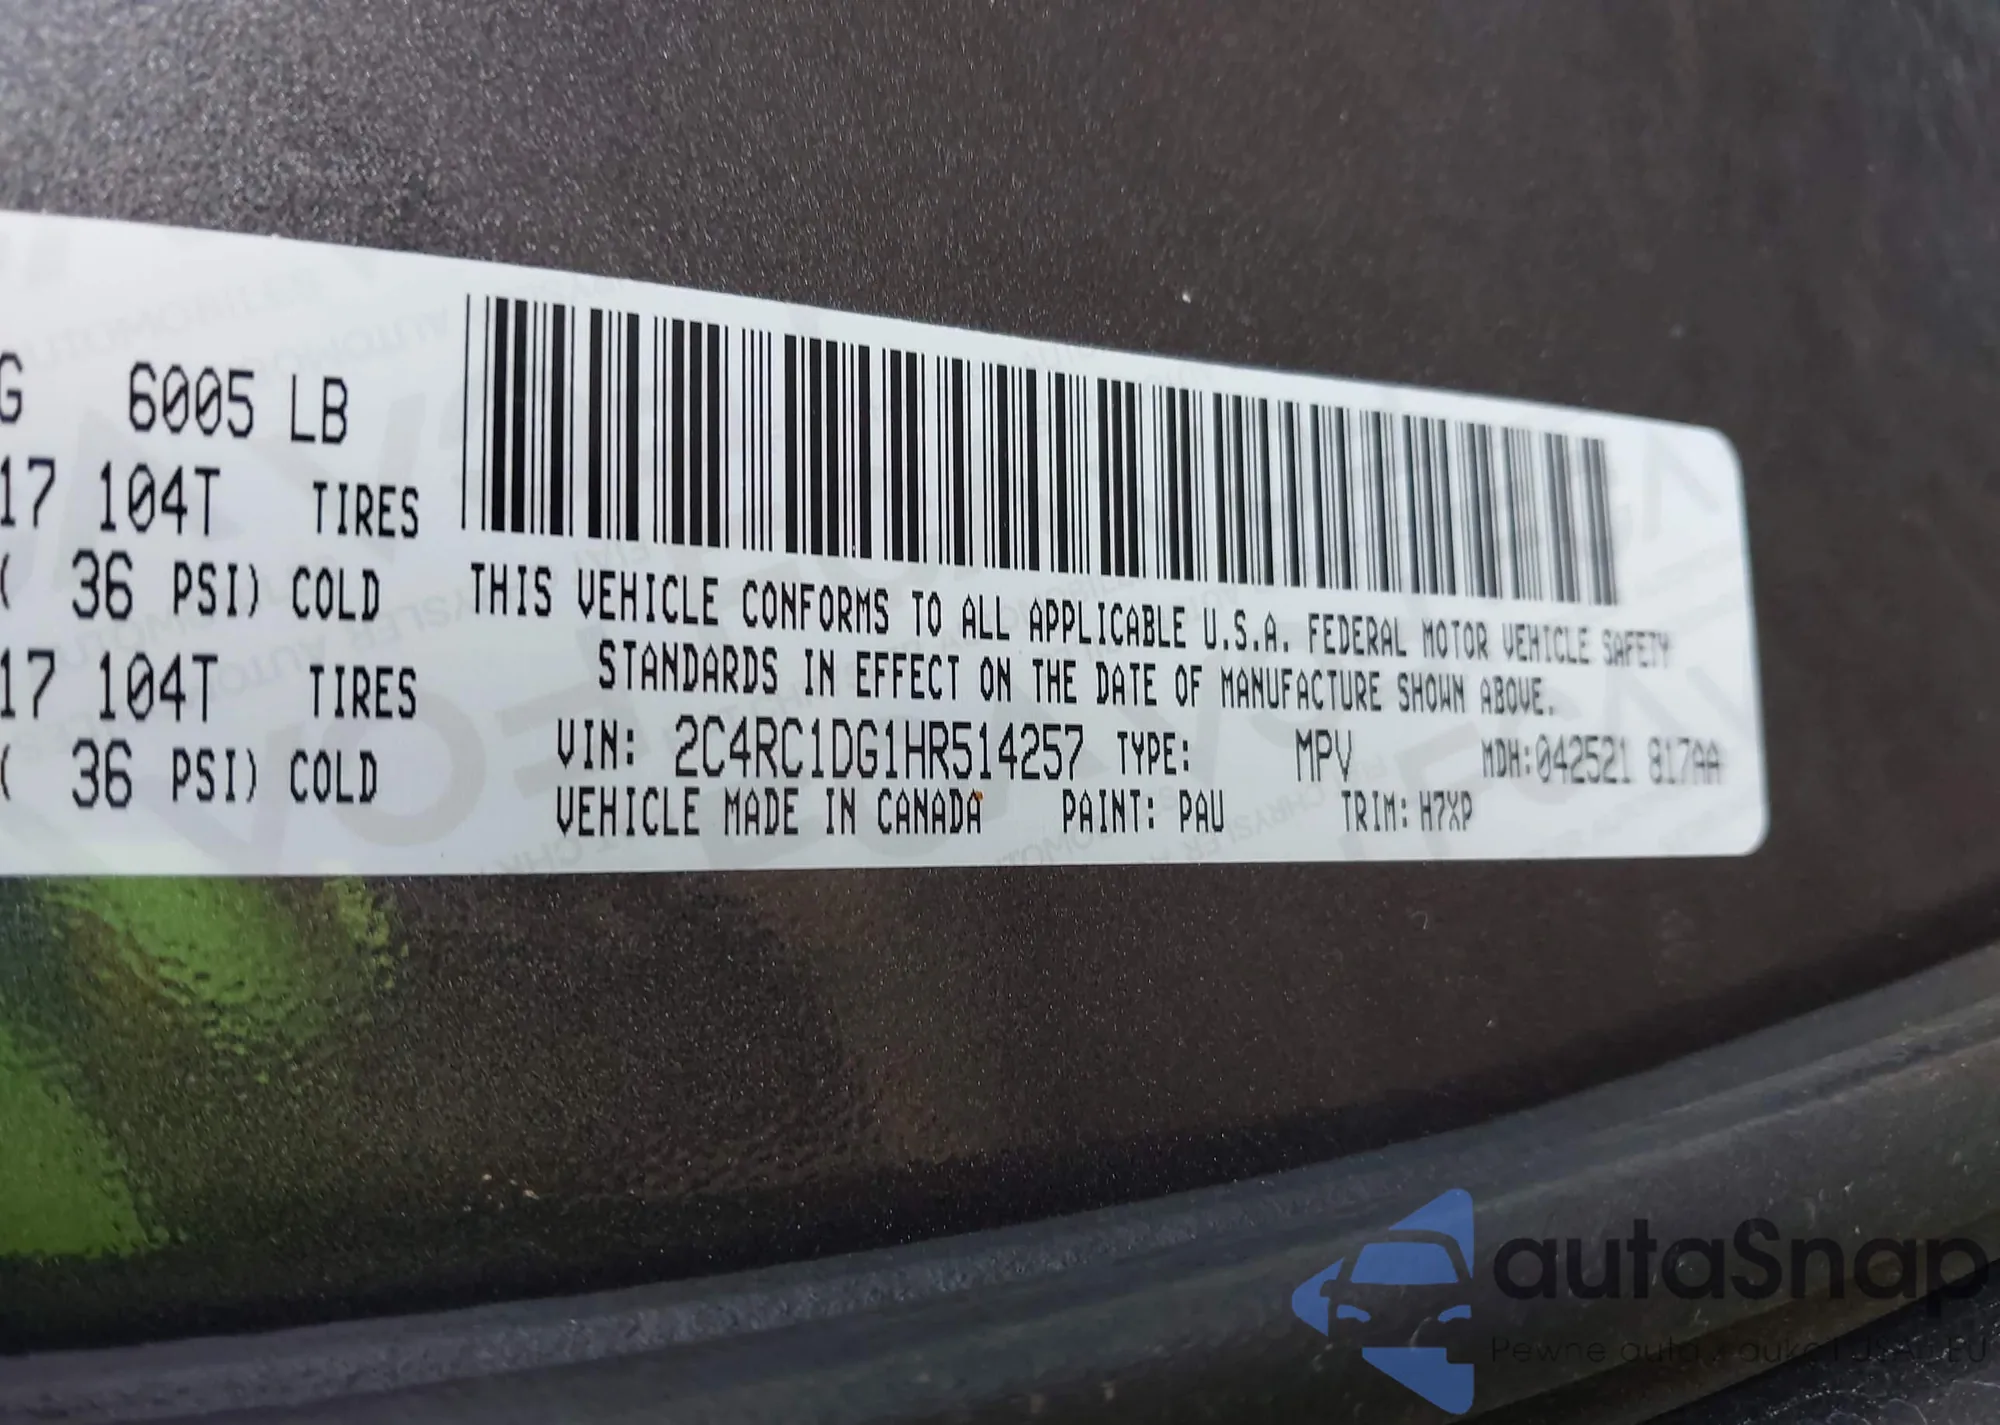 G 6005 LB
17 104T TIRES
( 36 PSI) COLD
17 104T TIRES
( 36 PSI) COLD
THIS VEHICLE CONFORMS TO ALL APPLICABLE U.S.A. FEDERAL MOTOR VEHICLE SAFETY
STANDARDS IN EFFECT ON THE DATE OF MANUFACTURE SHOWN ABOVE.
VIN: 2C4RC1DG1HR514257 TYPE: MPV MDH:042521 817AA
VEHICLE MADE IN CANADA PAINT: PAU TRIM: H7XP
autaSnap
Pewne auta